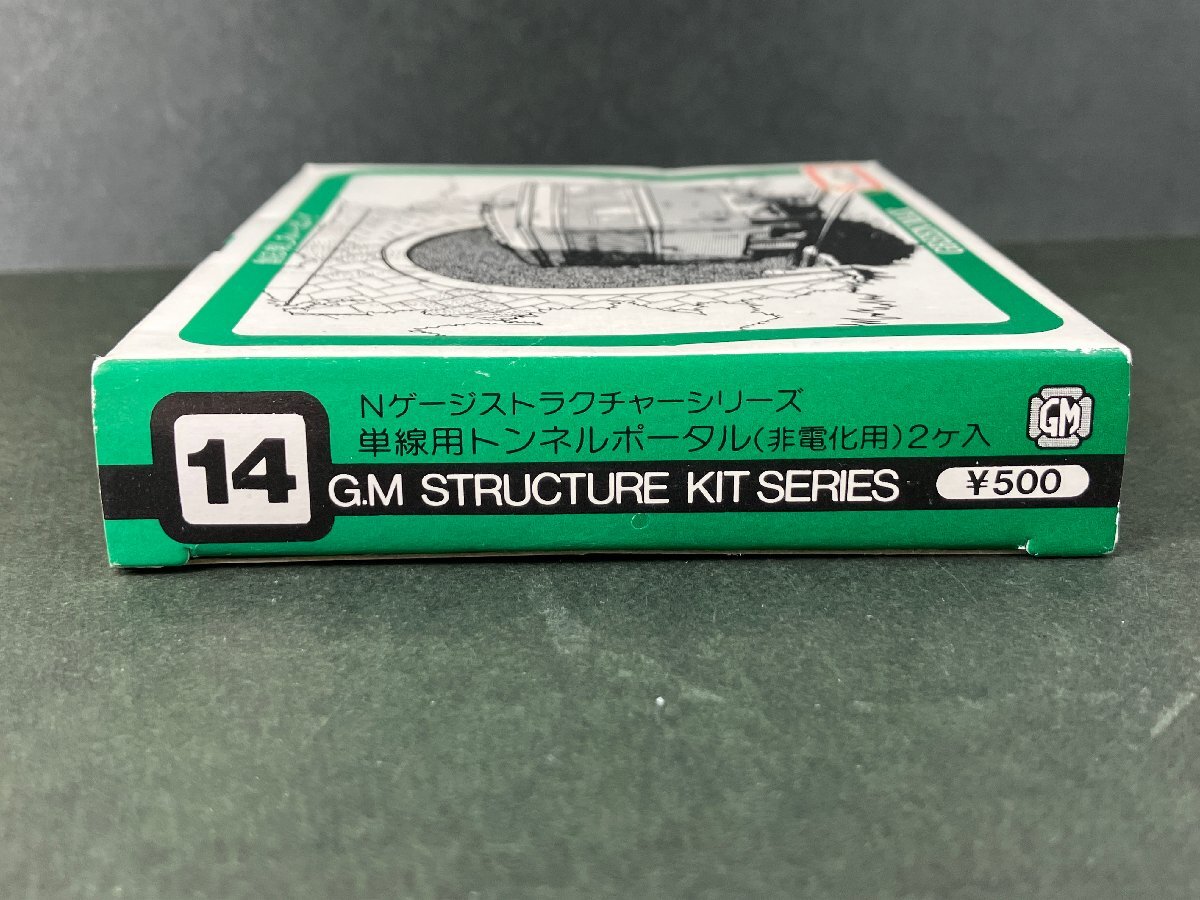 14
Nゲージストラクチャーシリーズ
単線用トンネルポータル(非電化用)2ケ入
G.M STRUCTURE KIT SERIES
¥500
GM